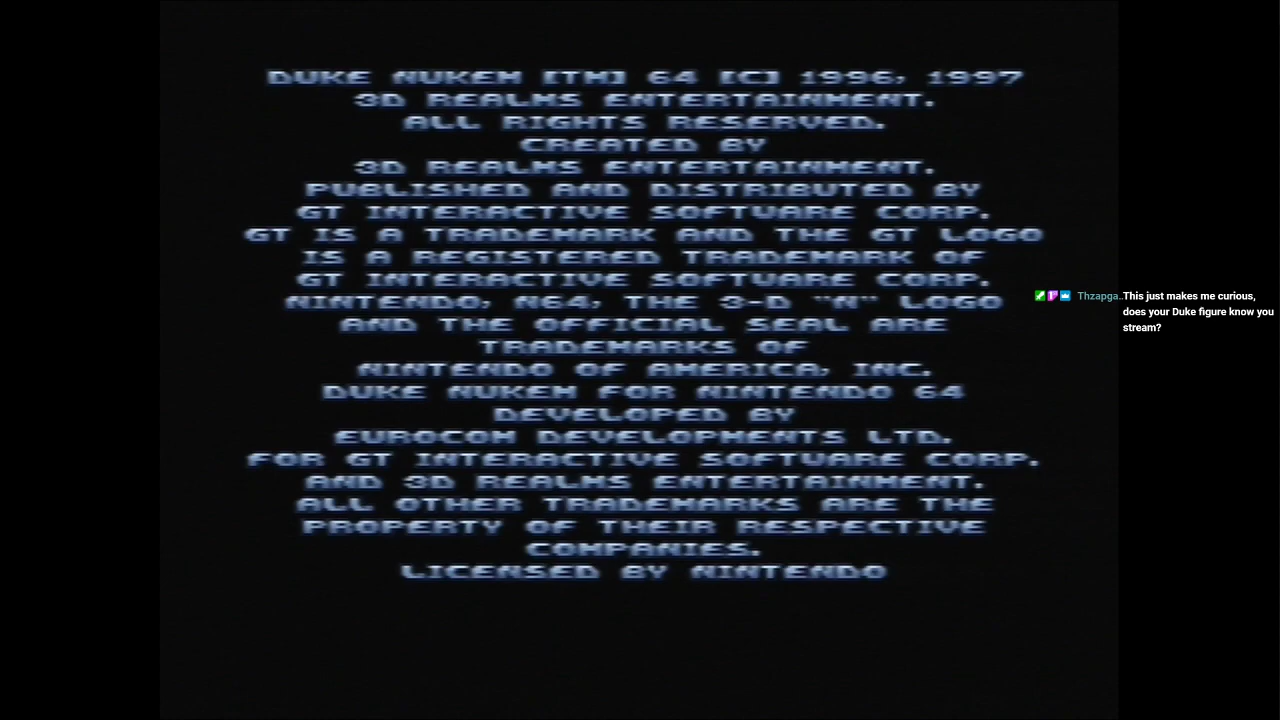 DUKE NUKEM [TM] 64 [C] 1996, 1997
3D REALMS ENTERTAINMENT.
ALL RIGHTS RESERVED.
CREATED BY
3D REALMS ENTERTAINMENT.
PUBLISHED AND DISTRIBUTED BY
GT INTERACTIVE SOFTWARE CORP.
GT IS A TRADEMARK AND THE GT LOGO
IS A REGISTERED TRADEMARK OF
GT INTERACTIVE SOFTWARE CORP.
NINTENDO, N64, THE 3-D "N" LOGO
AND THE OFFICIAL SEAL ARE
TRADEMARKS OF
NINTENDO OF AMERICA, INC.
DUKE NUKEM FOR NINTENDO 64
DEVELOPED BY
EUROCOM DEVELOPMENTS LTD.
FOR GT INTERACTIVE SOFTWARE CORP.
AND 3D REALMS ENTERTAINMENT.
ALL OTHER TRADEMARKS ARE THE
PROPERTY OF THEIR RESPECTIVE
COMPANIES.
LICENSED BY NINTENDO
Thzapga.. This just makes me curious,
does your Duke figure know you
stream?